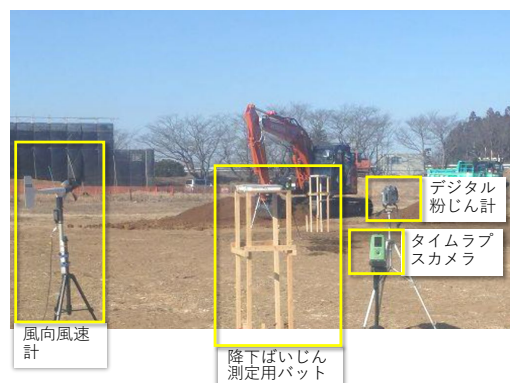 デジタル
粉じん計
タイムラプ
スカメラ
風向風速
計
降下ばいじん
測定用バット